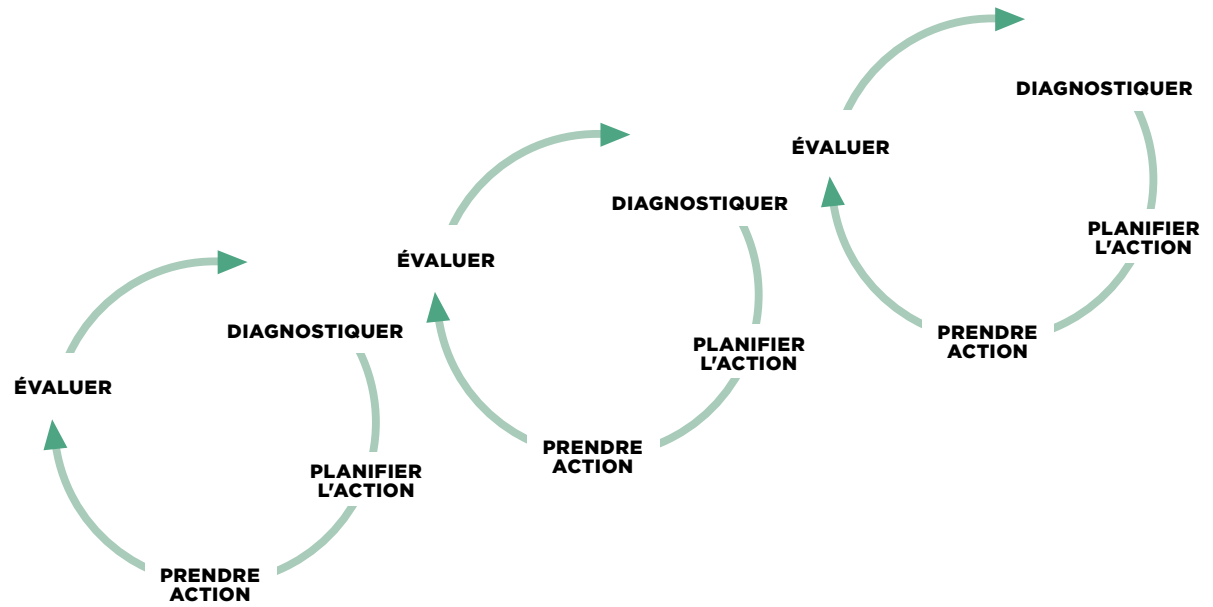 DIAGNOSTIQUER
ÉVALUER
PLANIFIER
L'ACTION
PRENDRE
ACTION
DIAGNOSTIQUER
ÉVALUER
PLANIFIER
L'ACTION
PRENDRE
ACTION
DIAGNOSTIQUER
ÉVALUER
PLANIFIER
L'ACTION
PRENDRE
ACTION